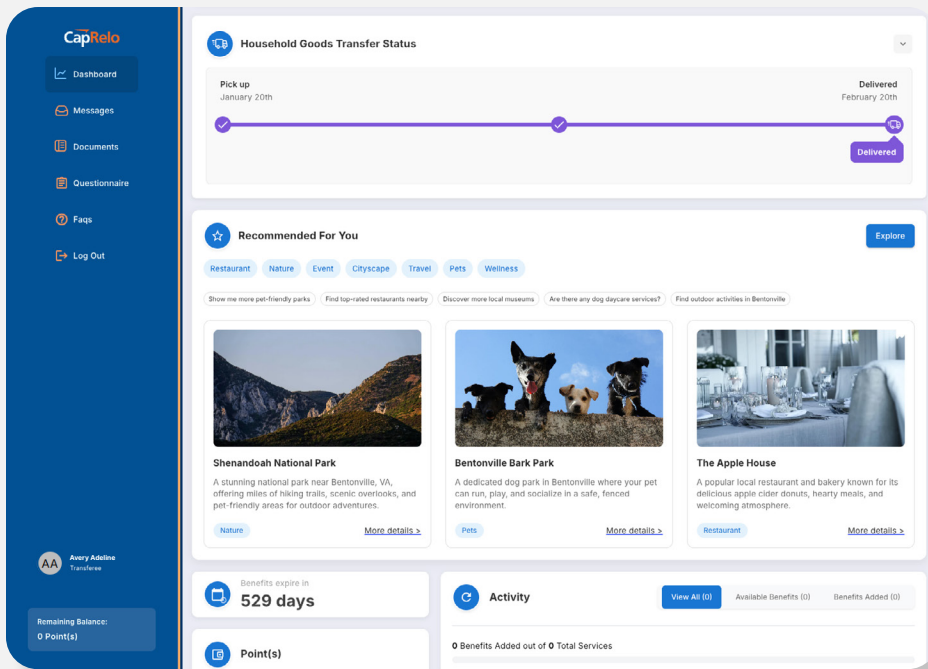 CapRelo
Dashboard
Messages
Documents
Questionnaire
Faqs
Log Out
AA
Avery Adeline
Transferee
Remaining Balance:
0 Point(s)
Household Goods Transfer Status
Pick up
January 20th
Delivered
February 20th
Delivered
Recommended For You
Explore
Restaurant Nature Event Cityscape Travel Pets Wellness
Show me more pet-friendly parks Find top-rated restaurants nearby Discover more local museums Are there any dog daycare services? Find outdoor activities in Bentonville
Shenandoah National Park
A stunning national park near Bentonville, VA,
offering miles of hiking trails, scenic overlooks, and
pet-friendly areas for outdoor adventures.
Nature More details >
Bentonville Bark Park
A dedicated dog park in Bentonville where your pet
can run, play, and socialize in a safe, fenced
environment.
Pets More details >
The Apple House
A popular local restaurant and bakery known for its
delicious apple cider donuts, hearty meals, and
welcoming atmosphere.
Restaurant More details >
Benefits expire in
529 days
Point(s)
Activity
View All (0) Available Benefits (0) Benefits Added (0)
0 Benefits Added out of 0 Total Services